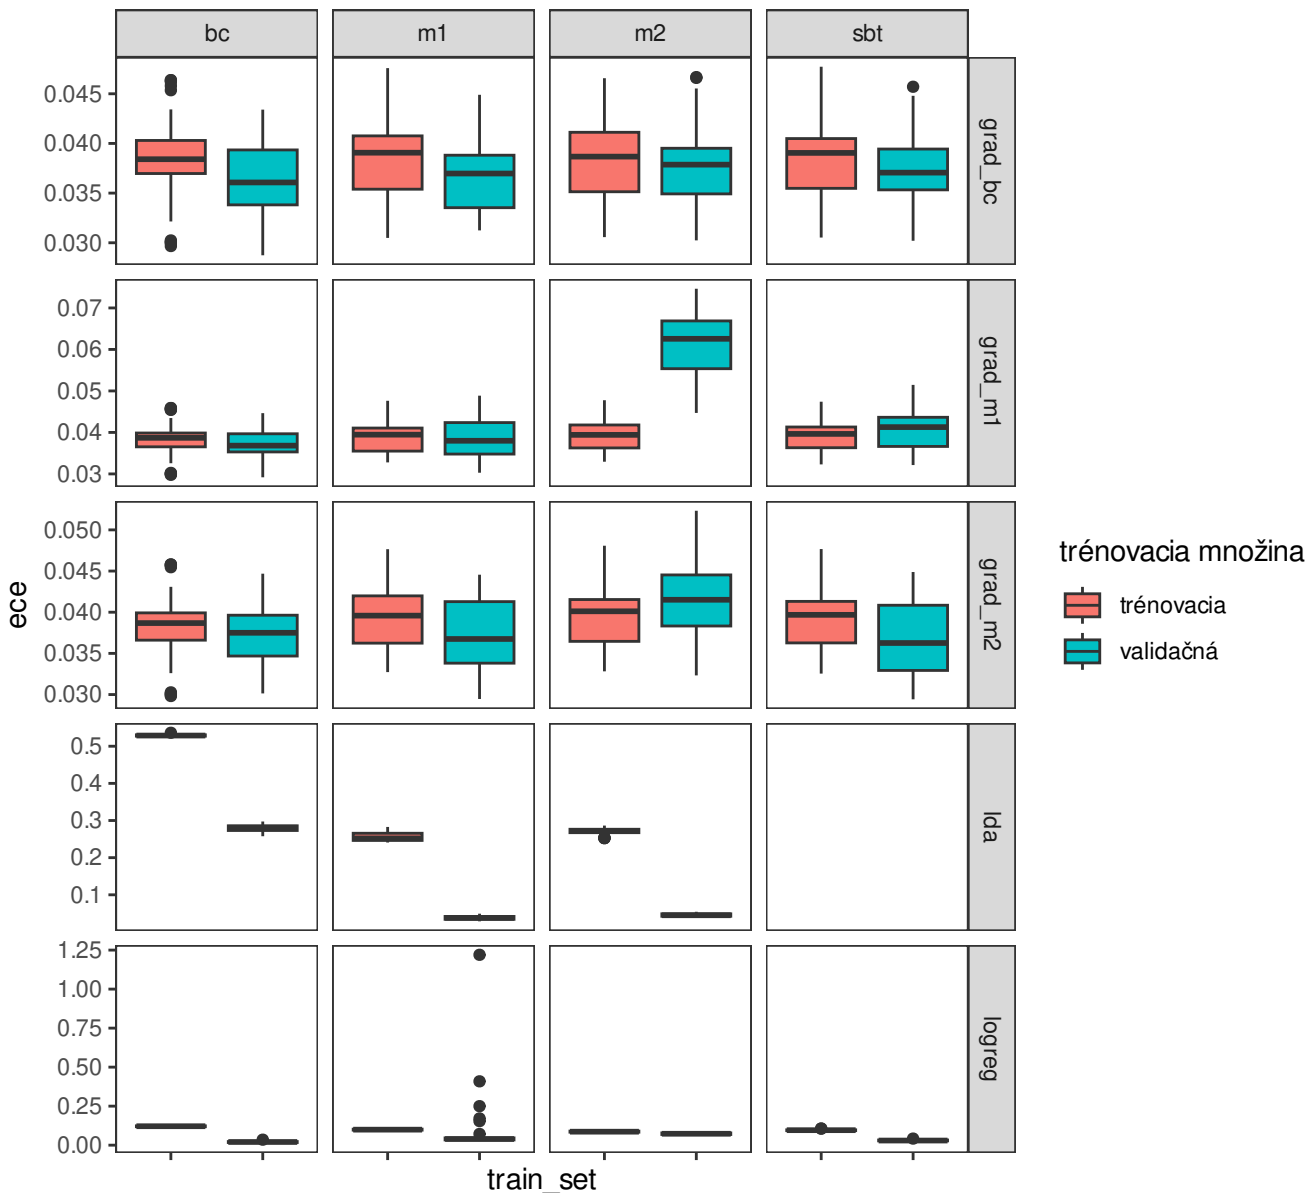 bc m1 m2 sbt
0.045
0.040
0.035
0.030
grad_bc
0.07
0.06
0.05
0.04
0.03
grad_m1
0.050
0.045
0.040
0.035
0.030
grad_m2
0.5
0.4
0.3
0.2
0.1
lda
1.25
1.00
0.75
0.50
0.25
0.00
logreg
ece
train_set
trénovacia množina
trénovacia
validačná